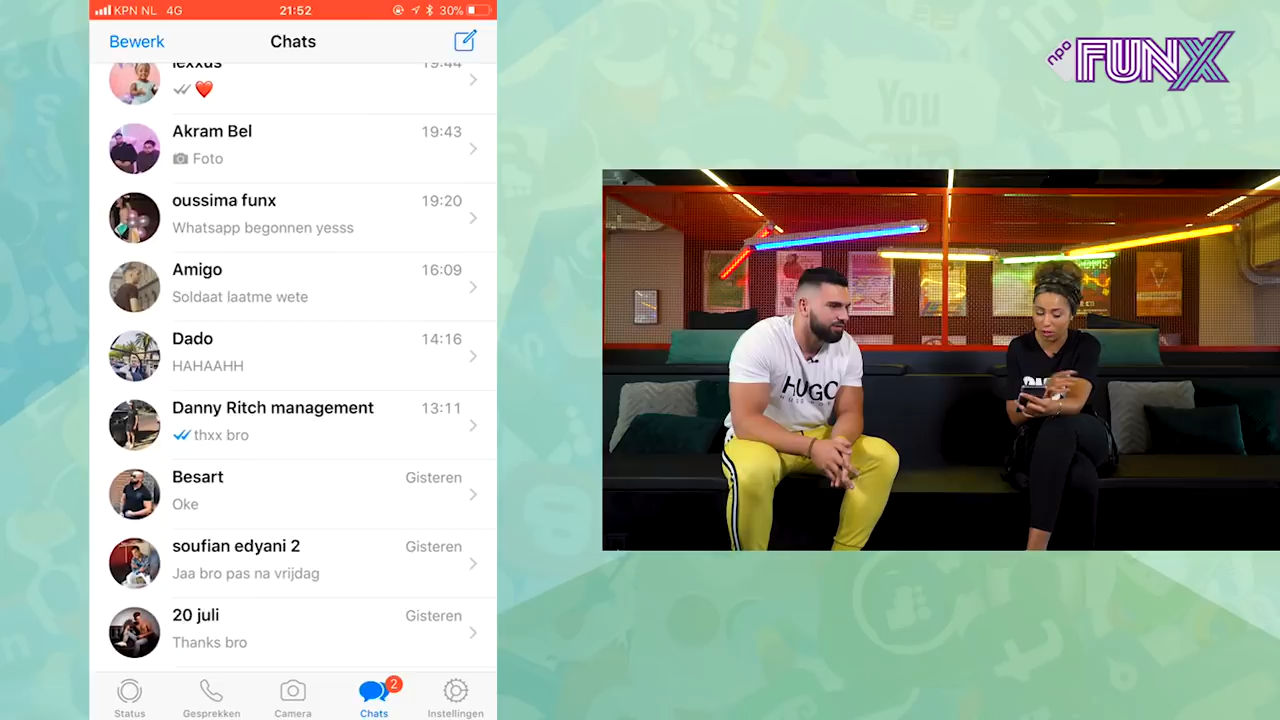 KPN NL 4G 21:52 30%
Bewerk Chats
lexxus 19:44
Akram Bel 19:43
Foto
oussima funx 19:20
Whatsapp begonnen yesss
Amigo 16:09
Soldaat laatme wete
Dado 14:16
HAHAAHH
Danny Ritch management 13:11
thxx bro
Besart Gisteren
Oke
soufian edyani 2 Gisteren
Jaa bro pas na vrijdag
20 juli Gisteren
Thanks bro
Status Gesprekken Camera Chats 2 Instellingen
npo FUNX
You
HUGO